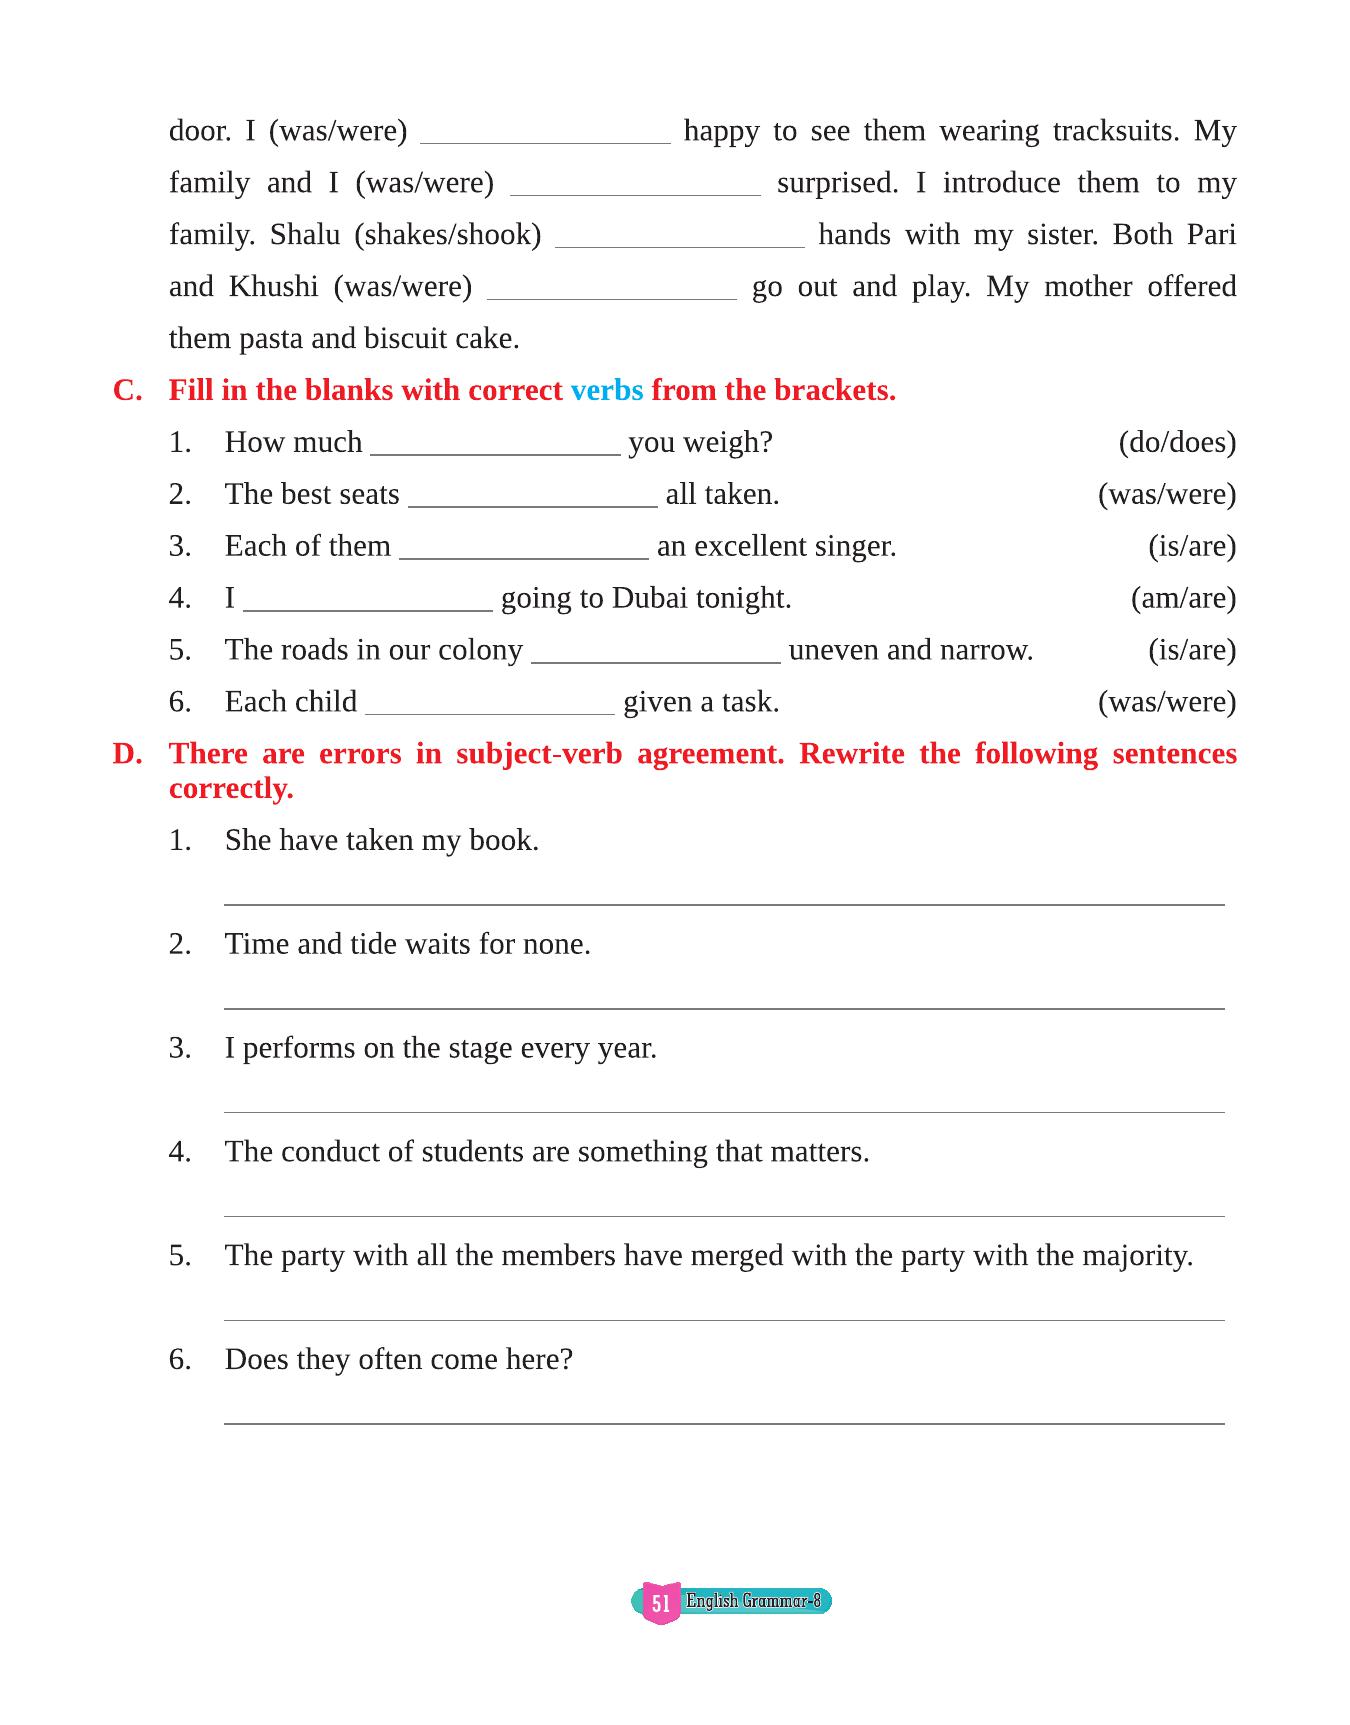 door. I (was/were) ________________ happy to see them wearing tracksuits. My
family and I (was/were) ________________ surprised. I introduce them to my
family. Shalu (shakes/shook) ________________ hands with my sister. Both Pari
and Khushi (was/were) ________________ go out and play. My mother offered
them pasta and biscuit cake.
C. Fill in the blanks with correct verbs from the brackets.
1. How much ________________ you weigh? (do/does)
2. The best seats ________________ all taken. (was/were)
3. Each of them ________________ an excellent singer. (is/are)
4. I ________________ going to Dubai tonight. (am/are)
5. The roads in our colony ________________ uneven and narrow. (is/are)
6. Each child ________________ given a task. (was/were)
D. There are errors in subject-verb agreement. Rewrite the following sentences
correctly.
1. She have taken my book.
2. Time and tide waits for none.
3. I performs on the stage every year.
4. The conduct of students are something that matters.
5. The party with all the members have merged with the party with the majority.
6. Does they often come here?
51 English Grammar-8